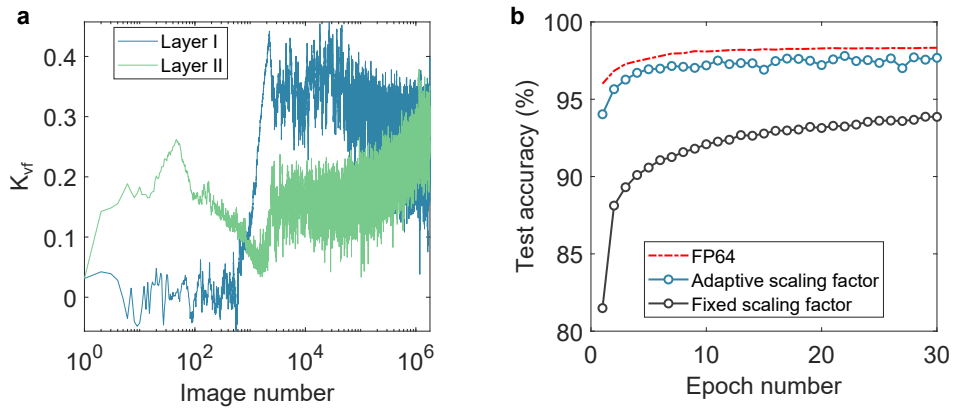 a
Layer I
Layer II
K_vf
0.4
0.3
0.2
0.1
0
10^0 10^2 10^4 10^6
Image number
b
Test accuracy (%)
100
95
90
85
80
FP64
Adaptive scaling factor
Fixed scaling factor
0 10 20 30
Epoch number